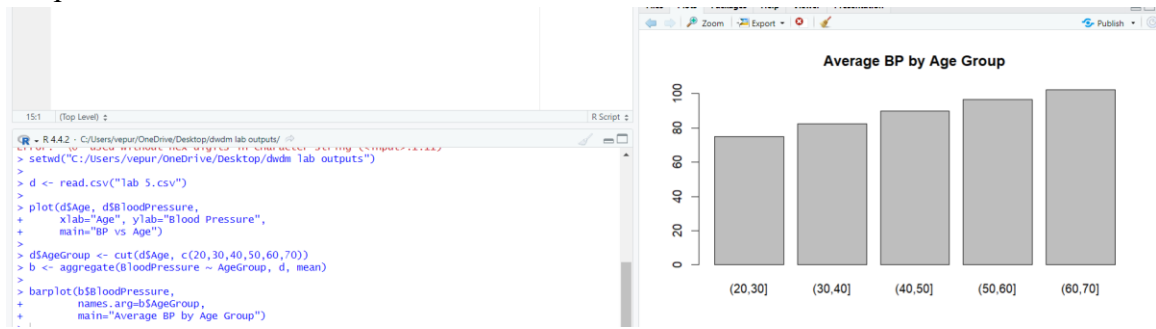 Zoom Export Publish
15:1 (Top Level) R Script
R 4.4.2 · C:/Users/vepur/OneDrive/Desktop/dwdm lab outputs/
> setwd("C:/Users/vepur/OneDrive/Desktop/dwdm lab outputs")
>
> d <- read.csv("lab 5.csv")
>
> plot(d$Age, d$BloodPressure,
+ xlab="Age", ylab="Blood Pressure",
+ main="BP vs Age")
>
> d$AgeGroup <- cut(d$Age, c(20,30,40,50,60,70))
> b <- aggregate(BloodPressure ~ AgeGroup, d, mean)
>
> barplot(b$BloodPressure,
+ names.arg=b$AgeGroup,
+ main="Average BP by Age Group")
Average BP by Age Group
100
80
60
40
20
0
(20,30] (30,40] (40,50] (50,60] (60,70]